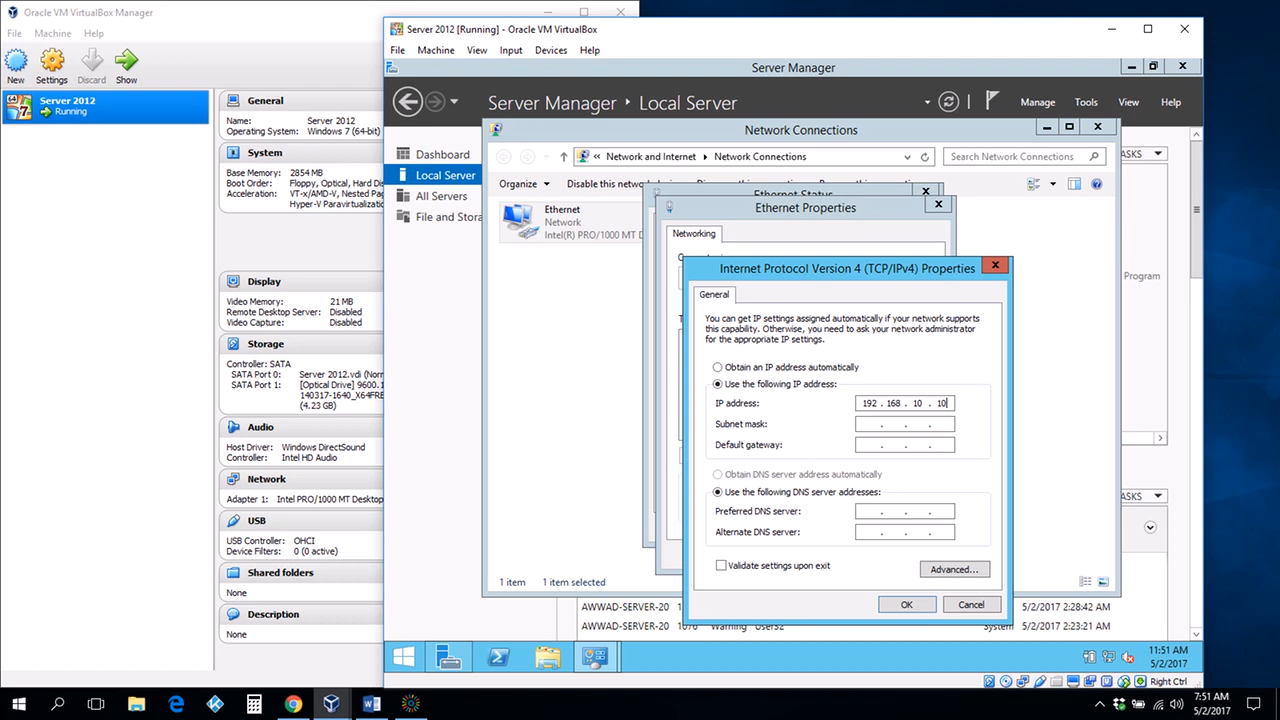 Oracle VM VirtualBox Manager
File Machine Help
New Settings Discard Show
Server 2012
Running
General
Name: Server 2012
Operating System: Windows 7 (64-bit)
System
Base Memory: 2854 MB
Boot Order: Floppy, Optical, Hard Di
Acceleration: VT-x/AMD-V, Nested Pa
Hyper-V Paravirtualizatio
Display
Video Memory: 21 MB
Remote Desktop Server: Disabled
Video Capture: Disabled
Storage
Controller: SATA
SATA Port 0: Server 2012.vdi (Norr
SATA Port 1: [Optical Drive] 9600.1
140317-1640_X64FRE
(4.23 GB)
Audio
Host Driver: Windows DirectSound
Controller: Intel HD Audio
Network
Adapter 1: Intel PRO/1000 MT Desktop
USB
USB Controller: OHCI
Device Filters: 0 (0 active)
Shared folders
None
Description
None
Server 2012 [Running] - Oracle VM VirtualBox
File Machine View Input Devices Help
Server Manager
Server Manager Local Server
Manage Tools View Help
Dashboard
Local Server
All Servers
File and Stora
Network Connections
« Network and Internet Network Connections
Search Network Connections
Organize Disable this netwo
Ethernet
Network
Intel(R) PRO/1000 MT D
1 item 1 item selected
ASKS
Program
ASKS
Ethernet Status
Ethernet Properties
Networking
Internet Protocol Version 4 (TCP/IPv4) Properties
General
You can get IP settings assigned automatically if your network supports
this capability. Otherwise, you need to ask your network administrator
for the appropriate IP settings.
Obtain an IP address automatically
Use the following IP address:
IP address: 192 . 168 . 10 . 10
Subnet mask: . . .
Default gateway: . . .
Obtain DNS server address automatically
Use the following DNS server addresses:
Preferred DNS server: . . .
Alternate DNS server: . . .
Validate settings upon exit
Advanced...
OK Cancel
AWWAD-SERVER-20 5/2/2017 2:28:42 AM
AWWAD-SERVER-20 1076 Warning User32 System 5/2/2017 2:23:21 AM
11:51 AM
5/2/2017
Right Ctrl
7:51 AM
5/2/2017